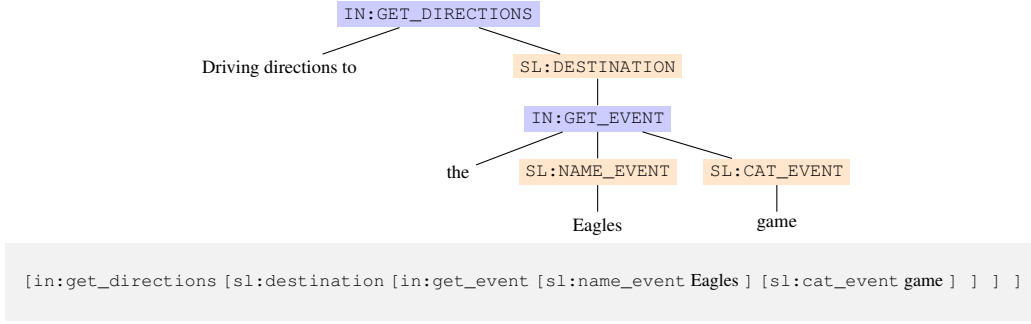 IN:GET_DIRECTIONS
Driving directions to
SL:DESTINATION
IN:GET_EVENT
the
SL:NAME_EVENT
SL:CAT_EVENT
Eagles
game
[in:get_directions [sl:destination [in:get_event [sl:name_event Eagles ] [sl:cat_event game ] ] ] ]